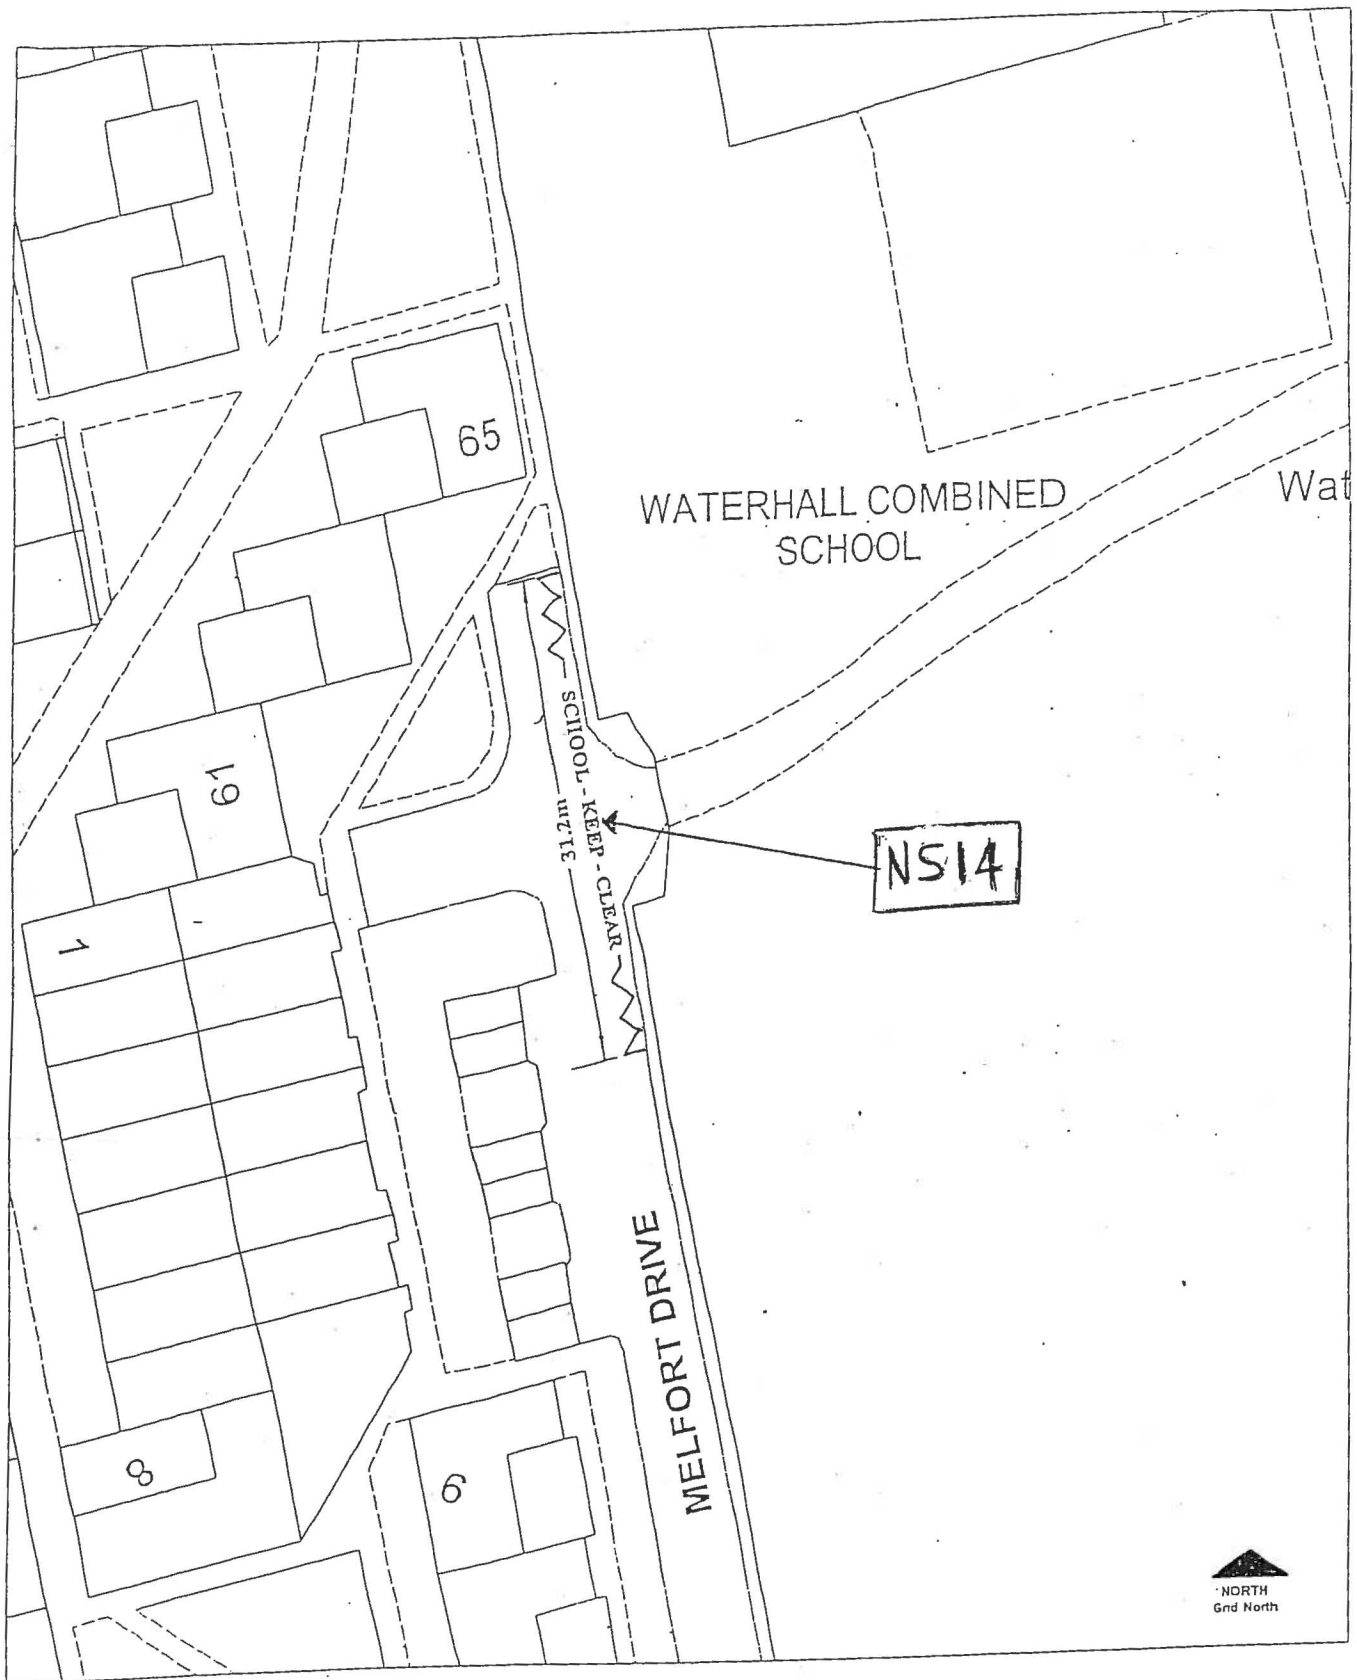 65
WATERHALL COMBINED
SCHOOL
Wat
61
SCHOOL - KEEP - CLEAR
31.2m
NS14
1
MELFORT DRIVE
8
6
NORTH
Grid North